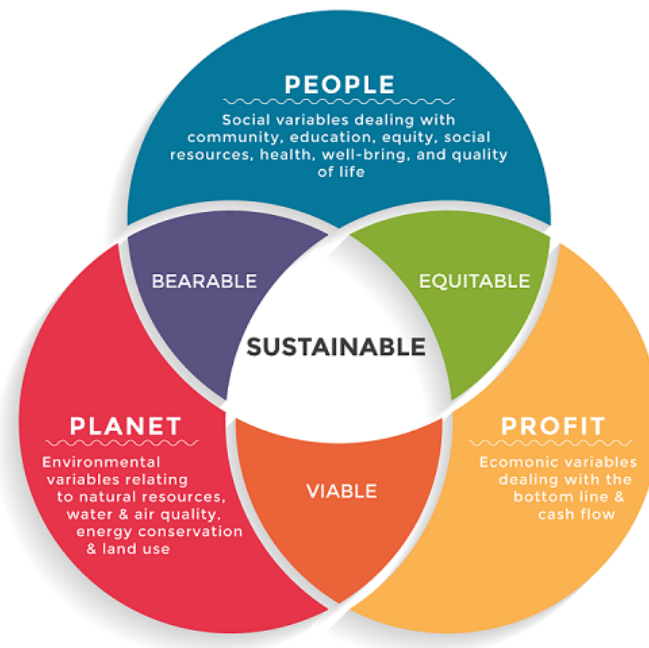 PEOPLE
Social variables dealing with
community, education, equity, social
resources, health, well-bring, and quality
of life
BEARABLE
EQUITABLE
SUSTAINABLE
PLANET
Environmental
variables relating
to natural resources,
water & air quality,
energy conservation
& land use
PROFIT
Ecomonic variables
dealing with the
bottom line &
cash flow
VIABLE